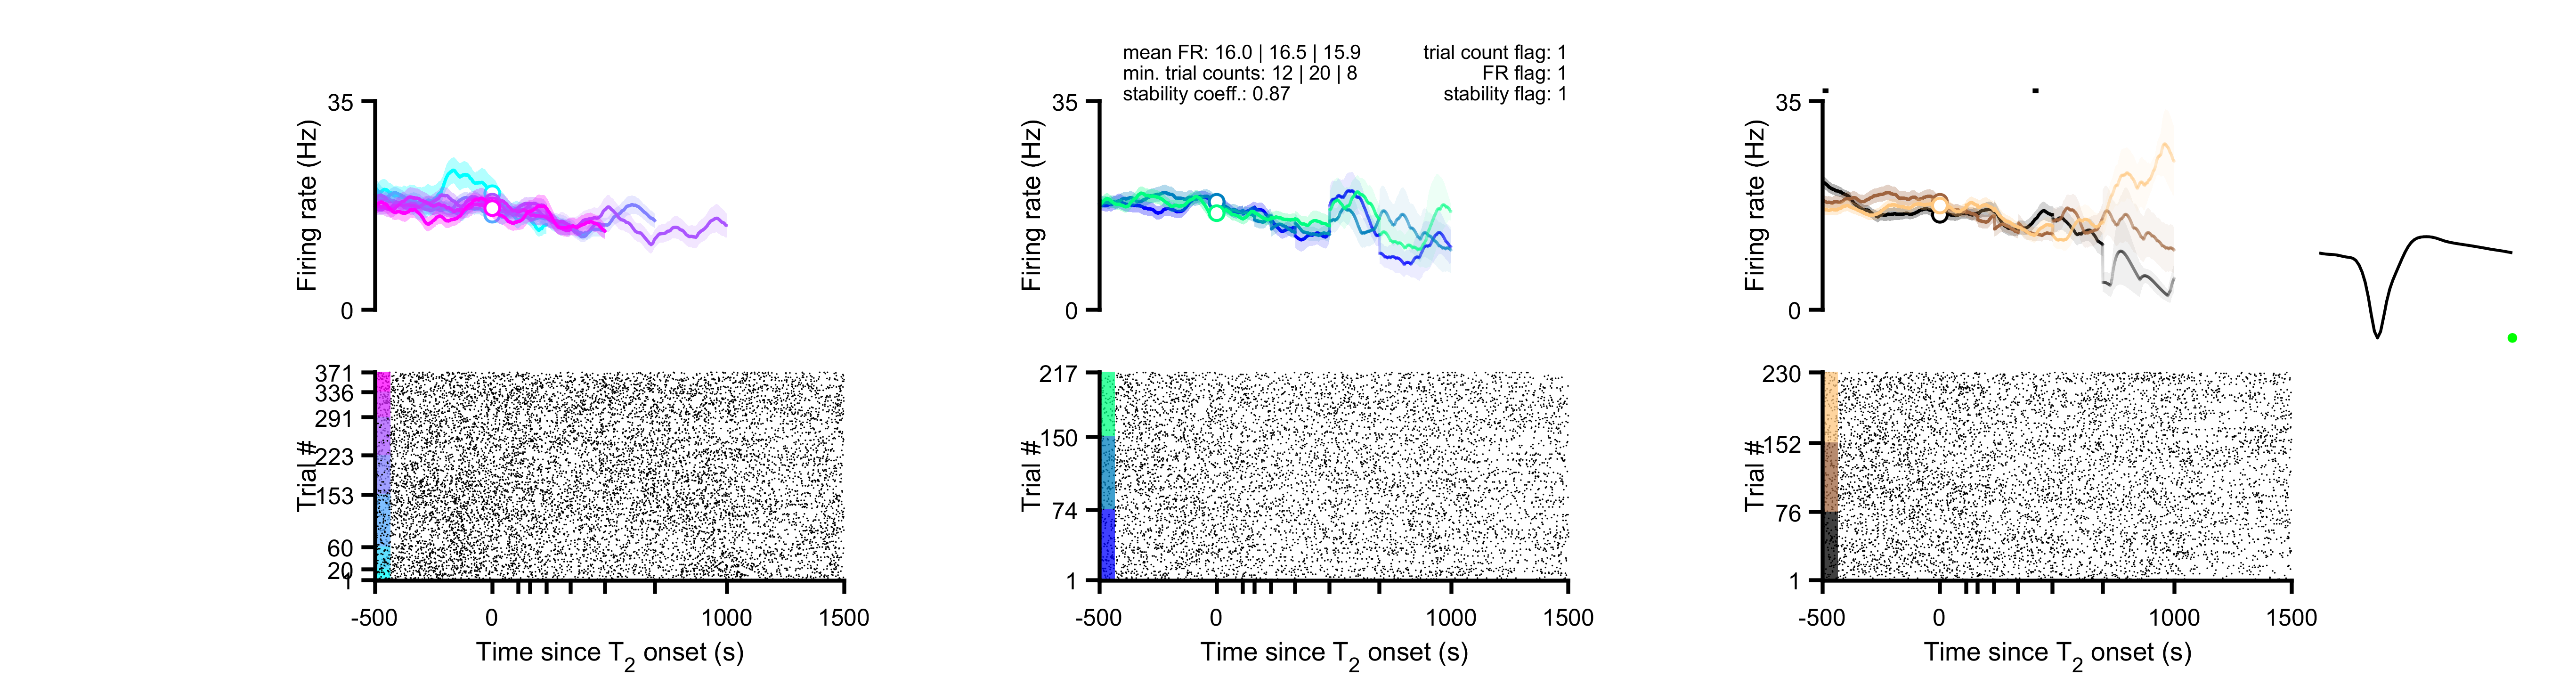 mean FR: 16.0 | 16.5 | 15.9
min. trial counts: 12 | 20 | 8
stability coeff.: 0.87
trial count flag: 1
FR flag: 1
stability flag: 1
35
Firing rate (Hz)
0
35
Firing rate (Hz)
0
35
Firing rate (Hz)
0
371
336
291
223
153
60
20
1
Trial #
-500 0 1000 1500
Time since T2 onset (s)
217
150
74
1
Trial #
-500 0 1000 1500
Time since T2 onset (s)
230
152
76
1
Trial #
-500 0 1000 1500
Time since T2 onset (s)